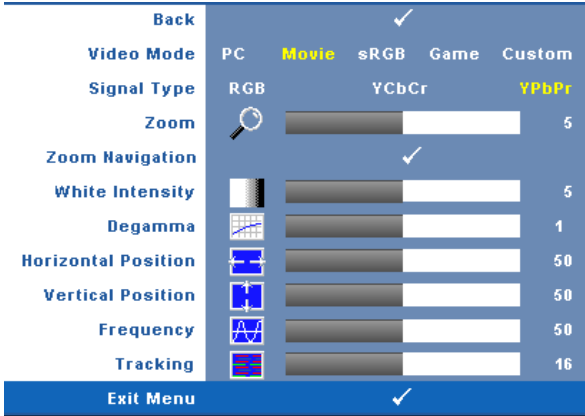 Back
Video Mode PC Movie sRGB Game Custom
Signal Type RGB YCbCr YPbPr
Zoom 5
Zoom Navigation
White Intensity 5
Degamma 1
Horizontal Position 50
Vertical Position 50
Frequency 50
Tracking 16
Exit Menu